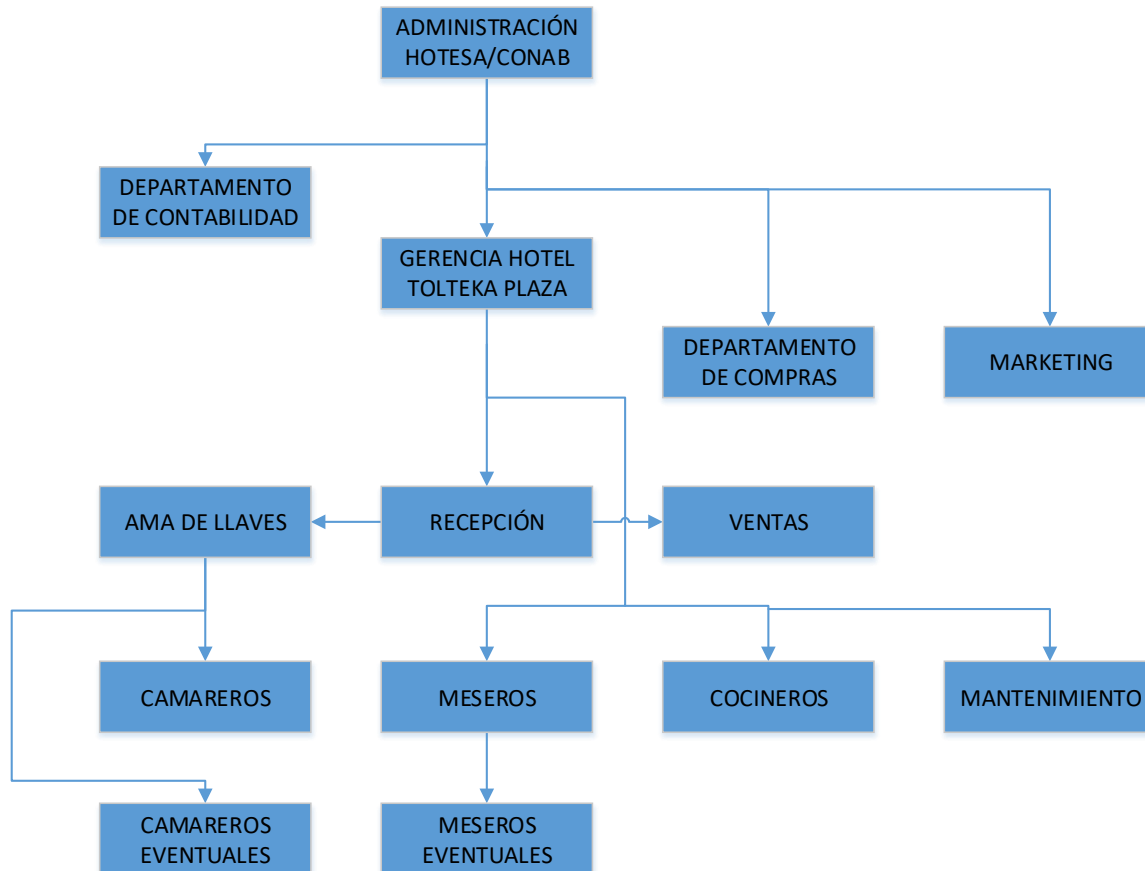 ADMINISTRACIÓN
HOTESA/CONAB
DEPARTAMENTO
DE CONTABILIDAD
GERENCIA HOTEL
TOLTEKA PLAZA
DEPARTAMENTO
DE COMPRAS
MARKETING
AMA DE LLAVES
RECEPCIÓN
VENTAS
CAMAREROS
MESEROS
COCINEROS
MANTENIMIENTO
CAMAREROS
EVENTUALES
MESEROS
EVENTUALES